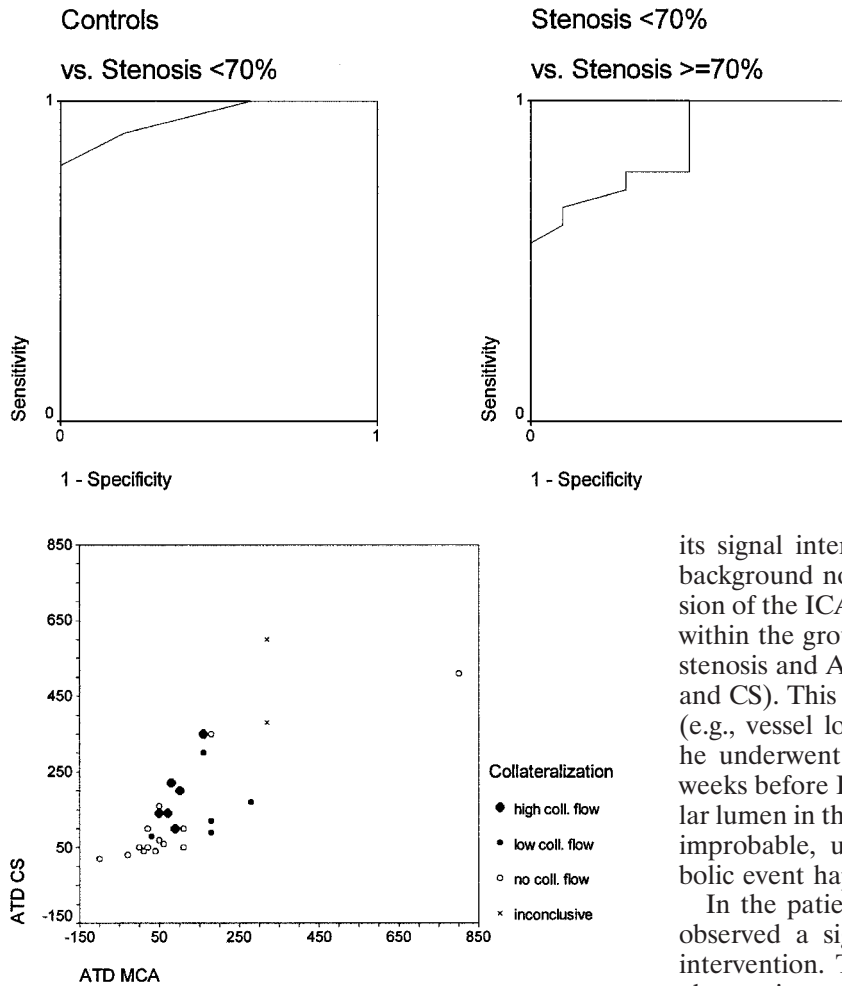 Controls
vs. Stenosis <70%
1
Sensitivity
0
0
1
1 - Specificity
Stenosis <70%
vs. Stenosis >=70%
1
Sensitivity
0
0
1 - Specificity
850
650
450
250
50
-150
ATD CS
-150
50
250
450
650
850
ATD MCA
Collateralization
high coll. flow
low coll. flow
no coll. flow
× inconclusive
its signal inter
background no
sion of the ICA
within the grou
stenosis and A
and CS). This
(e.g., vessel lo
he underwent
weeks before I
lar lumen in th
improbable, u
bolic event hap
In the patie
observed a sig
intervention. T